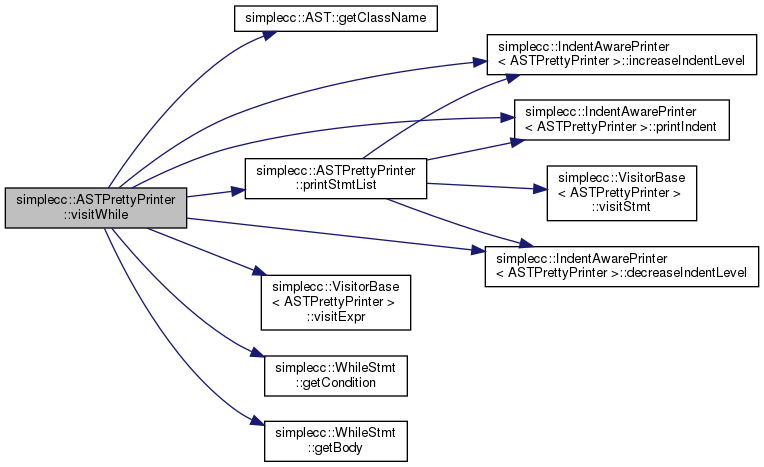 simplecc::AST::getClassName
simplecc::IndentAwarePrinter
< ASTPrettyPrinter >::increaseIndentLevel
simplecc::IndentAwarePrinter
< ASTPrettyPrinter >::printIndent
simplecc::ASTPrettyPrinter
::printStmtList
simplecc::VisitorBase
< ASTPrettyPrinter >
::visitStmt
simplecc::ASTPrettyPrinter
::visitWhile
simplecc::IndentAwarePrinter
< ASTPrettyPrinter >::decreaseIndentLevel
simplecc::VisitorBase
< ASTPrettyPrinter >
::visitExpr
simplecc::WhileStmt
::getCondition
simplecc::WhileStmt
::getBody